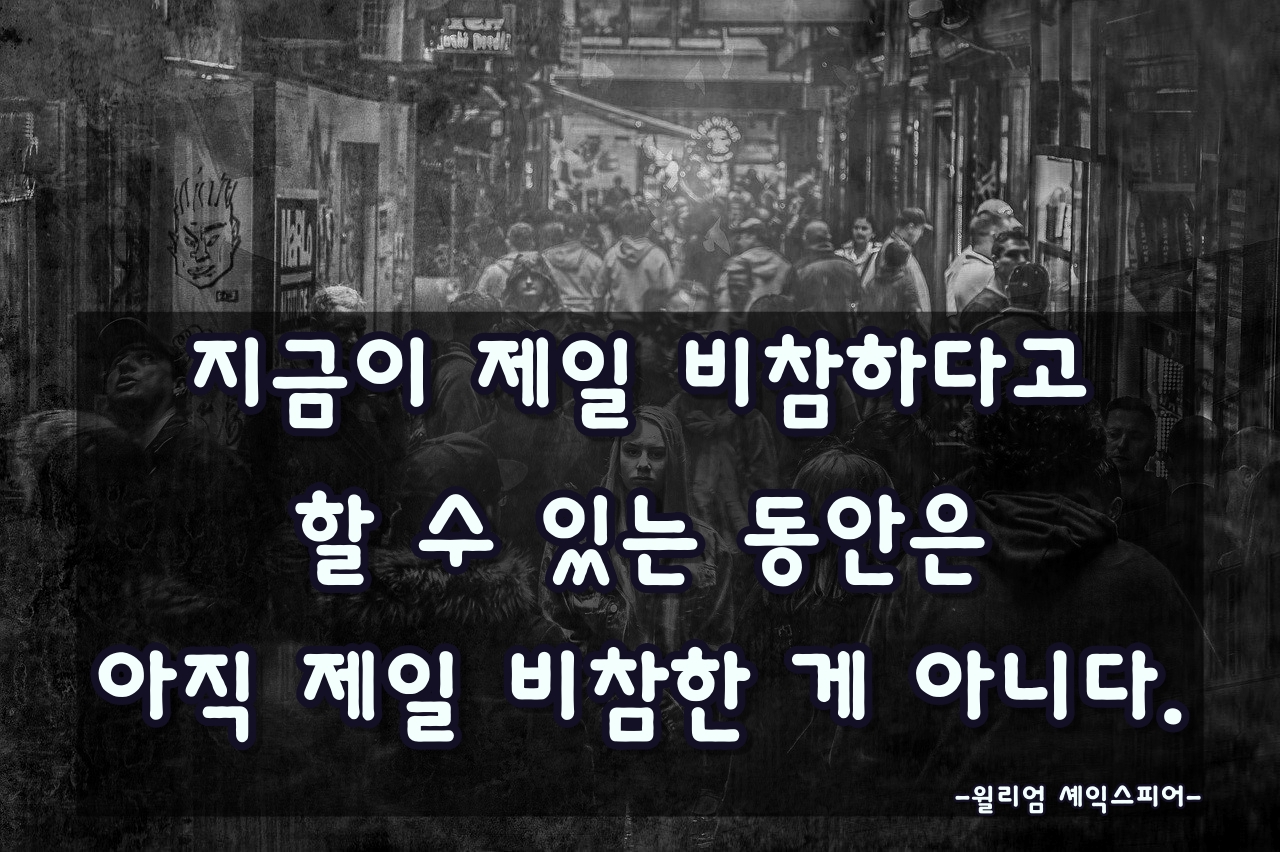 지금이 제일 비참하다고
할 수 있는 동안은
아직 제일 비참한 게 아니다.
-윌리엄 셰익스피어-